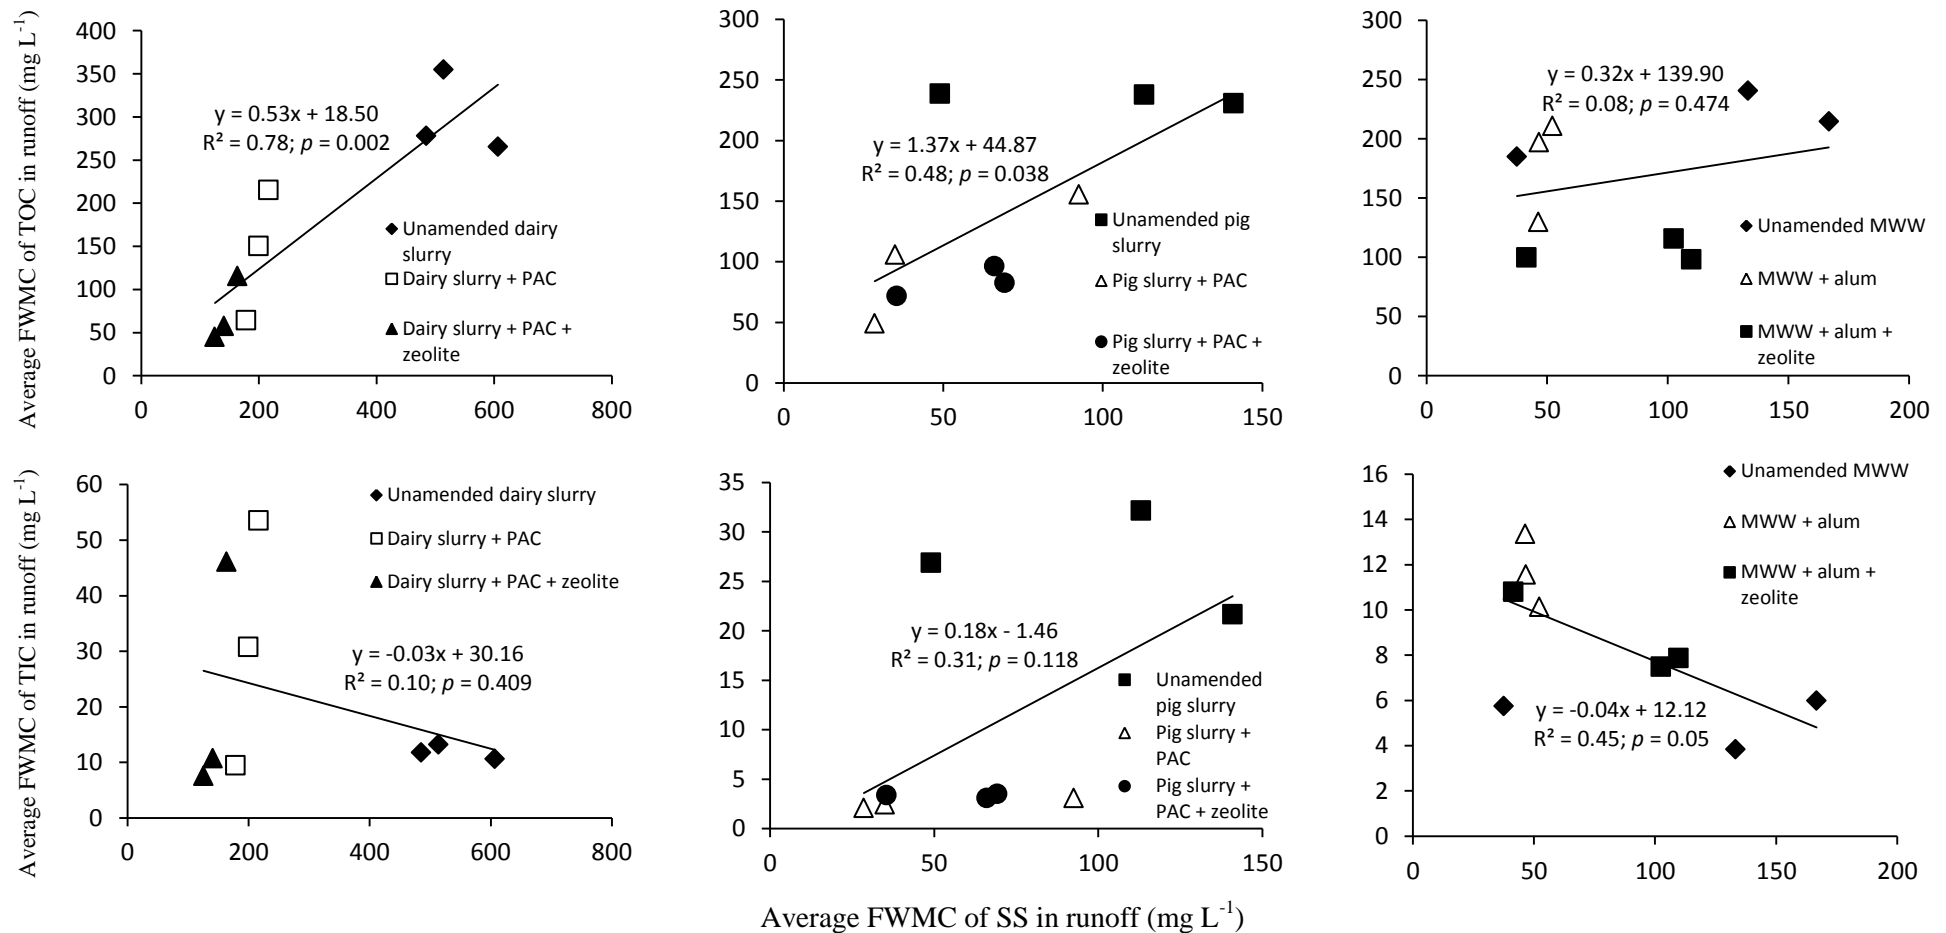 Average FWMC of TOC in runoff (mg L⁻¹)
400
350
300
250
200
150
100
50
0
0 200 400 600 800
y = 0.53x + 18.50
R² = 0.78; p = 0.002
Unamended dairy
slurry
Dairy slurry + PAC
Dairy slurry + PAC +
zeolite
300
250
200
150
100
50
0
0 50 100 150
y = 1.37x + 44.87
R² = 0.48; p = 0.038
Unamended pig
slurry
Pig slurry + PAC
Pig slurry + PAC +
zeolite
300
250
200
150
100
50
0
0 50 100 150 200
y = 0.32x + 139.90
R² = 0.08; p = 0.474
Unamended MWW
MWW + alum
MWW + alum +
zeolite
Average FWMC of TIC in runoff (mg L⁻¹)
60
50
40
30
20
10
0
0 200 400 600 800
Unamended dairy slurry
Dairy slurry + PAC
Dairy slurry + PAC + zeolite
y = -0.03x + 30.16
R² = 0.10; p = 0.409
35
30
25
20
15
10
5
0
0 50 100 150
y = 0.18x - 1.46
R² = 0.31; p = 0.118
Unamended
pig slurry
Pig slurry +
PAC
Pig slurry +
PAC + zeolite
16
14
12
10
8
6
4
2
0
0 50 100 150 200
Unamended MWW
MWW + alum
MWW + alum +
zeolite
y = -0.04x + 12.12
R² = 0.45; p = 0.05
Average FWMC of SS in runoff (mg L⁻¹)